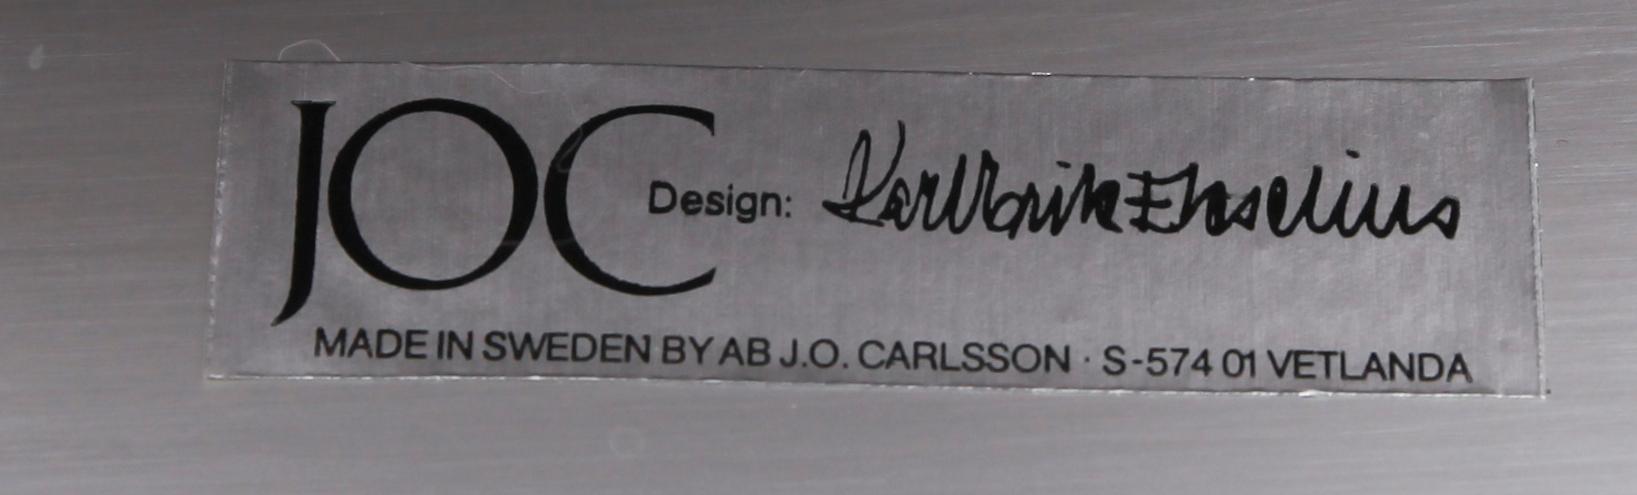 JOC Design: Karl Erik Ekselius
MADE IN SWEDEN BY AB J.O. CARLSSON · S-574 01 VETLANDA